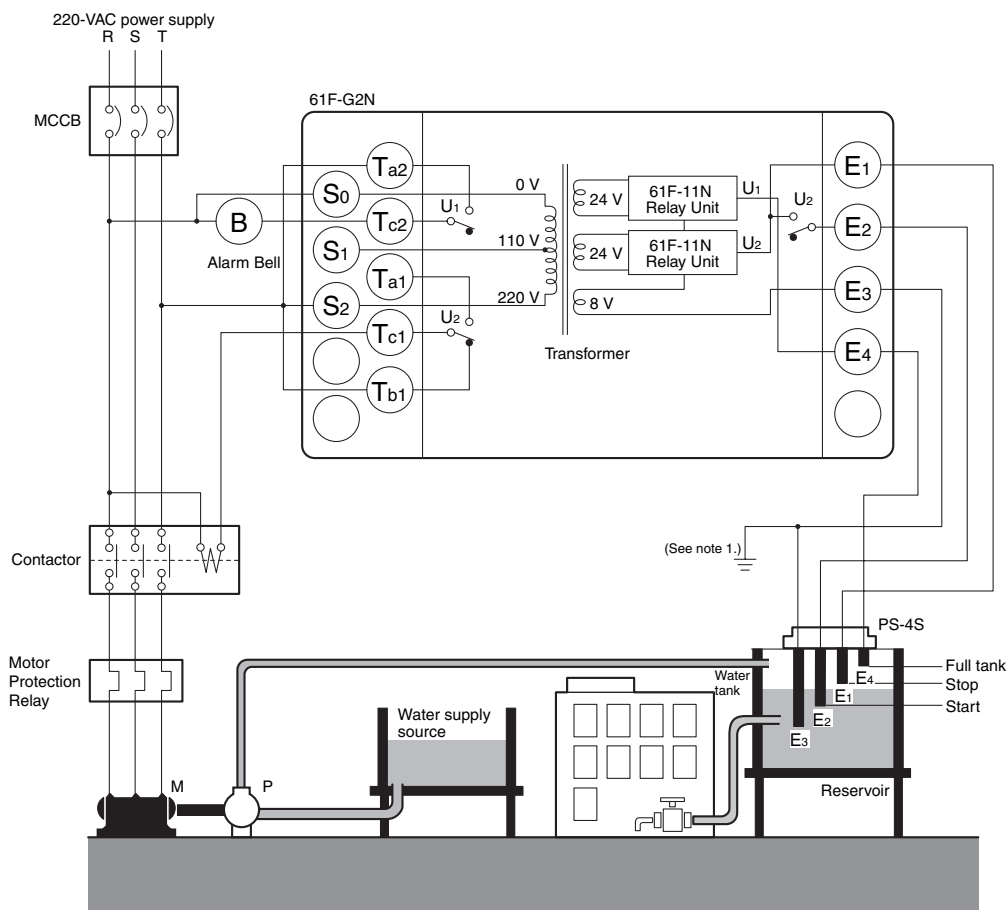 220-VAC power supply
R S T
MCCB
61F-G2N
Ta2
S0
B
Alarm Bell
Tc2
U1
S1
Ta1
S2
U2
Tc1
Tb1
0 V
110 V
220 V
24 V
61F-11N
Relay Unit
U1
24 V
61F-11N
Relay Unit
U2
8 V
Transformer
U2
E1
E2
E3
E4
Contactor
(See note 1.)
PS-4S
Motor
Protection
Relay
M
P
Water supply
source
Water
tank
E4
E1
E2
E3
Full tank
Stop
Start
Reservoir